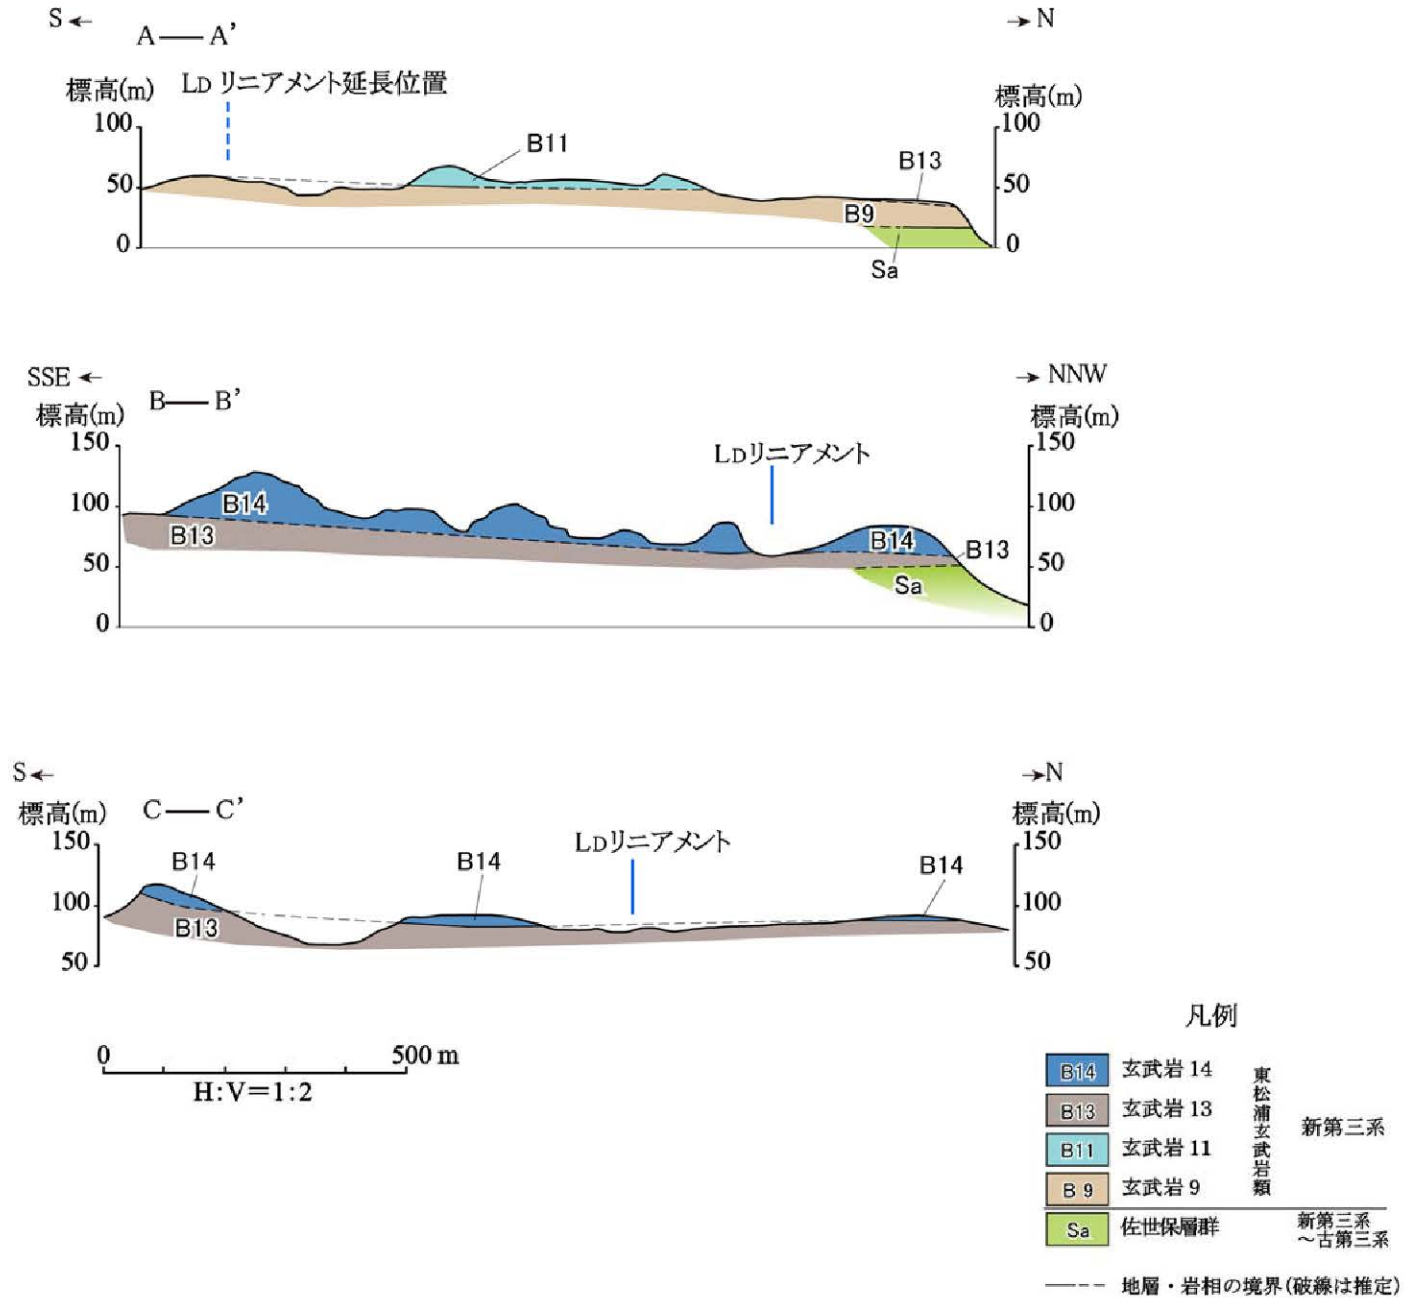 S ← → N
A — A'
標高(m) LD リニアメント延長位置 標高(m)
100 100
B11
B13
50 50
B9
0 0
Sa
SSE ← → NNW
B — B'
標高(m) 標高(m)
150 150
LDリニアメント
100 100
B14
B13
B14
B13
50 50
Sa
0 0
S ← → N
標高(m) C — C' 標高(m)
150 150
LDリニアメント
B14 B14 B14
100 100
B13
50 50
0 500 m
H:V=1:2
凡例
B14 玄武岩 14
B13 玄武岩 13
B11 玄武岩 11
B 9 玄武岩 9
東松浦玄武岩類
新第三系
Sa 佐世保層群
新第三系
~古第三系
地層・岩相の境界(破線は推定)